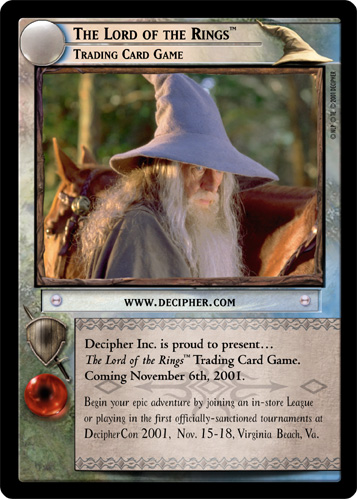 The Lord of the Rings™
Trading Card Game
WWW.DECIPHER.COM
Decipher Inc. is proud to present…
The Lord of the Rings™ Trading Card Game.
Coming November 6th, 2001.
Begin your epic adventure by joining an in-store League
or playing in the first officially-sanctioned tournaments at
DecipherCon 2001, Nov. 15-18, Virginia Beach, Va.